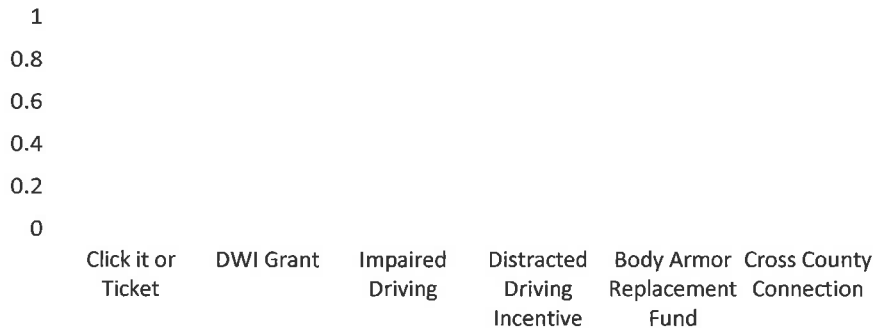 1
0.8
0.6
0.4
0.2
0
Click it or
Ticket
DWI Grant
Impaired
Driving
Distracted
Driving
Incentive
Body Armor
Replacement
Fund
Cross County
Connection